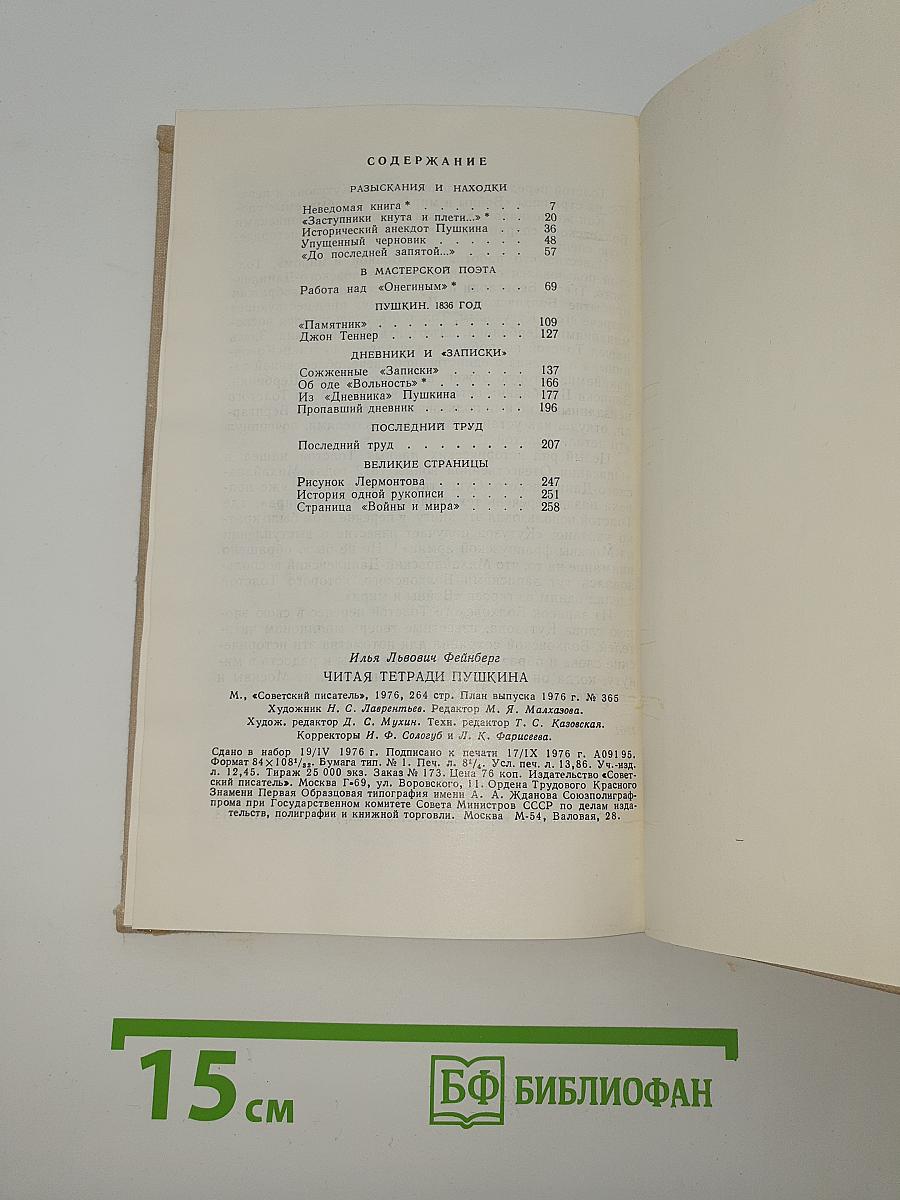 СОДЕРЖАНИЕ
РАЗЫСКАНИЯ И НАХОДКИ
Неведомая книга * . . . . . . . 7
«Заступники кнута и плети...» * . . 20
Исторический анекдот Пушкина . . 36
Упущенный черновик . . . . . . 48
«До последней запятой...» . . . . 57
В МАСТЕРСКОЙ ПОЭТА
Работа над «Онегиным» * . . . . 69
ПУШКИН. 1836 ГОД
«Памятник» . . . . . . . . . . 109
Джон Теннер . . . . . . . . . 127
ДНЕВНИКИ И «ЗАПИСКИ»
Сожженные «Записки» . . . . . 137
Об оде «Вольность» * . . . . . . 166
Из «Дневника» Пушкина . . . . 177
Пропавший дневник . . . . . . . 196
ПОСЛЕДНИЙ ТРУД
Последний труд . . . . . . . . 207
ВЕЛИКИЕ СТРАНИЦЫ
Рисунок Лермонтова . . . . . . 247
История одной рукописи . . . . . 251
Страница «Войны и мира» . . . . 258
Илья Львович Фейнберг
ЧИТАЯ ТЕТРАДИ ПУШКИНА
М., «Советский писатель», 1976, 264 стр. План выпуска 1976 г. № 365
Художник Н. С. Лаврентьев. Редактор М. Я. Малхазова.
Худож. редактор Д. С. Мухин. Техн. редактор Т. С. Казовская.
Корректоры И. Ф. Сологуб и Л. К. Фарисеева.
Сдано в набор 19/IV 1976 г. Подписано к печати 17/IX 1976 г. А09195.
Формат 84×108¹/₃₂. Бумага тип. № 1. Печ. л. 8¹/₄. Усл. печ. л. 13,86. Уч.-изд.
л. 12,45. Тираж 25 000 экз. Заказ № 173. Цена 76 коп. Издательство «Совет-
ский писатель». Москва Г-69, ул. Воровского, 11. Ордена Трудового Красного
Знамени Первая Образцовая типография имени А. А. Жданова Союзполиграф-
прома при Государственном комитете Совета Министров СССР по делам изда-
тельств, полиграфии и книжной торговли. Москва М-54, Валовая, 28.
15 см
БФ БИБЛИОФАН